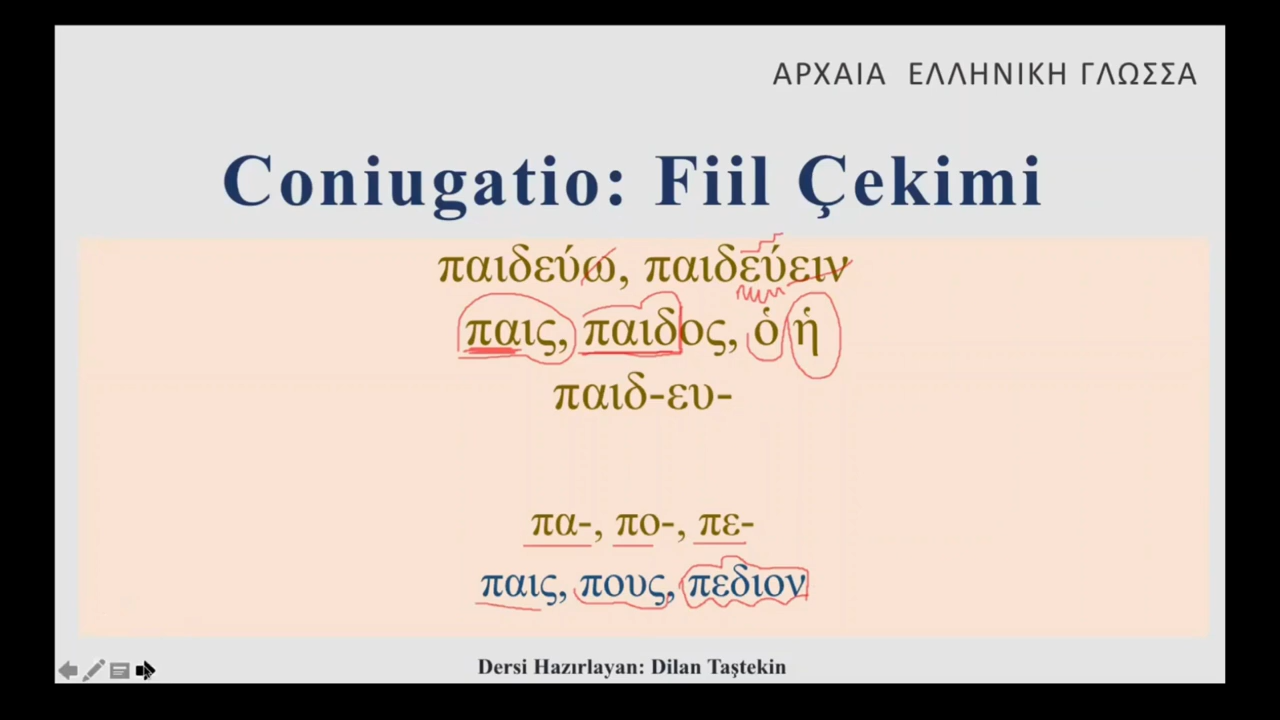 ΑΡΧΑΙΑ ΕΛΛΗΝΙΚΗ ΓΛΩΣΣΑ
Coniugatio: Fiil Çekimi
παιδεύω, παιδεύειν
παις, παιδος, ὁ ἡ
παιδ-ευ-
πα-, πο-, πε-
παις, πους, πεδιον
Dersi Hazırlayan: Dilan Taştekin